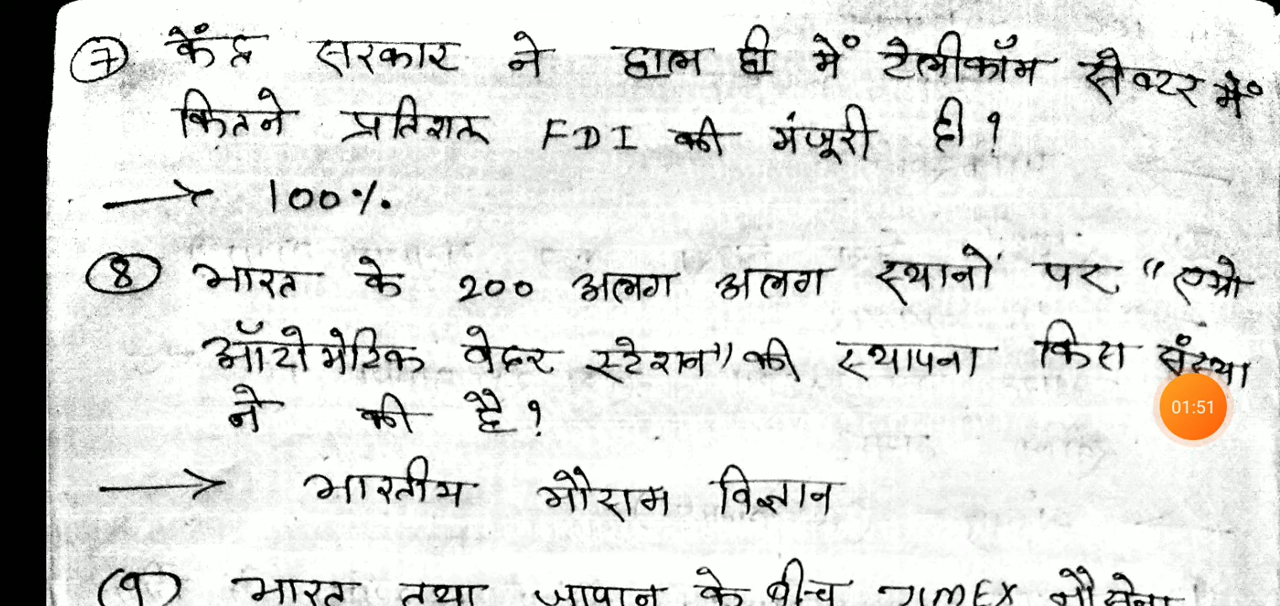 7 केंद्र सरकार ने हाल ही में टेलीकॉम सेक्टर में
कितने प्रतिशत FDI की मंजूरी दी?
→ 100%.
8 भारत के 200 अलग अलग स्थानों पर "एग्रो
ऑटोमेटिक वेदर स्टेशन" की स्थापना किस संस्था
ने की है?
01:51
→ भारतीय मौसम विज्ञान
(9) भारत तथा जापान के बीच JIMEX नौसेना